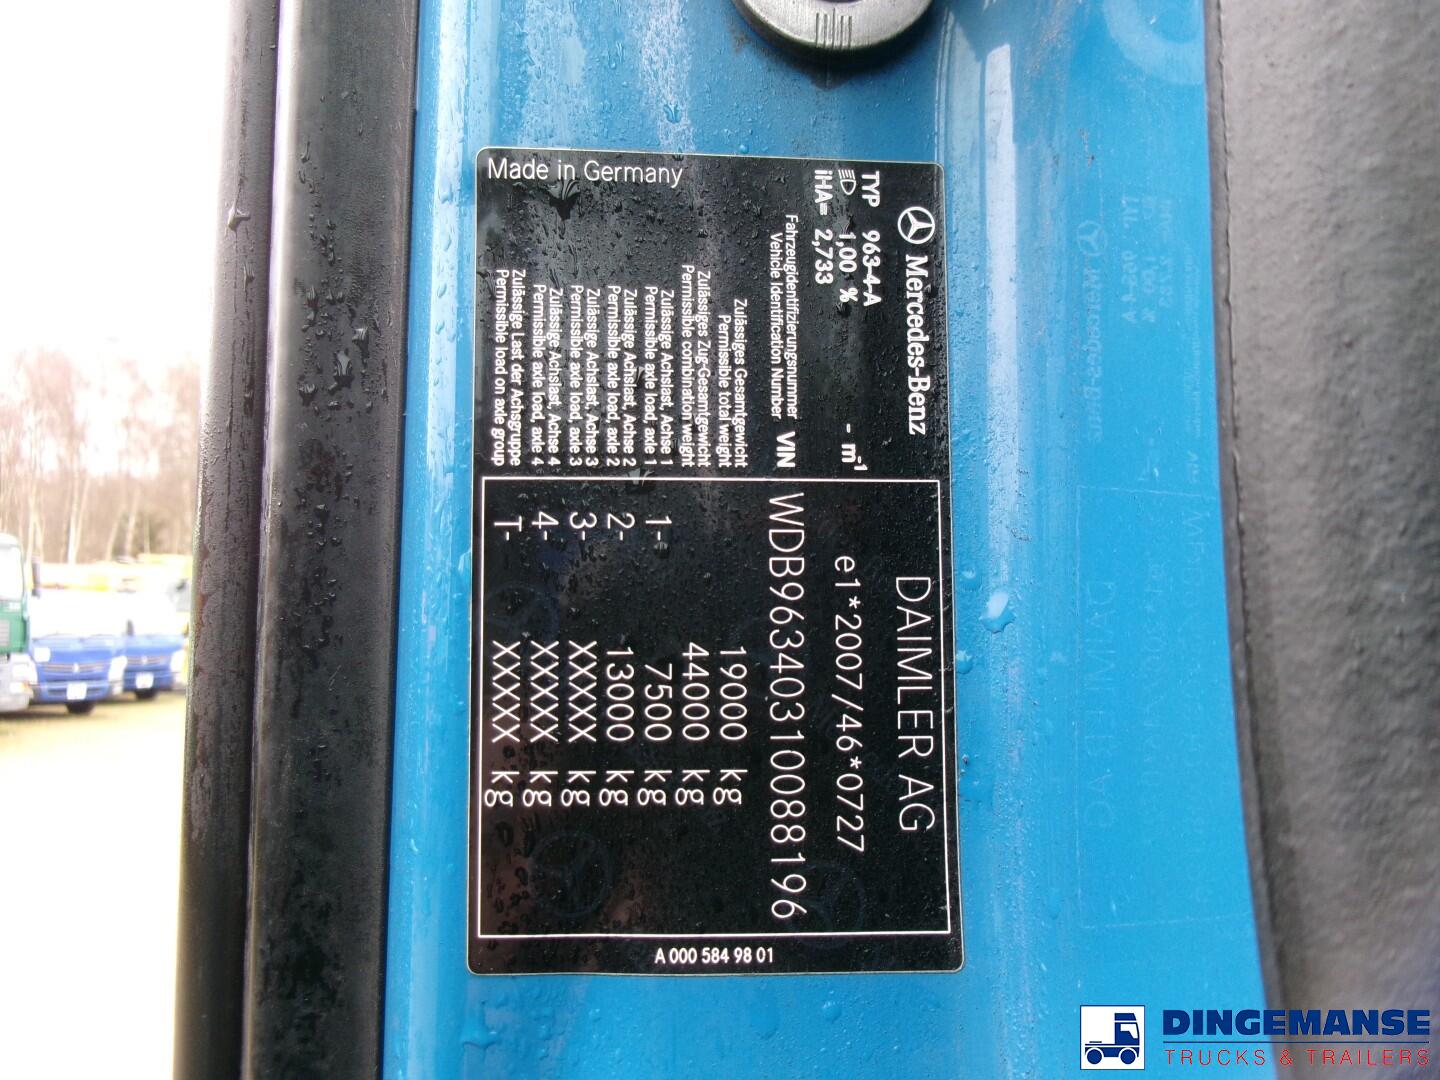 Made in Germany
Mercedes-Benz
TYP 963-4-A
1,00 % - m⁻¹
iHA= 2,733
Fahrzeugidentifizierungsnummer
Vehicle Identification Number VIN
Zulässiges Gesamtgewicht
Permissible total weight
Zulässiges Zug-Gesamtgewicht
Permissible combination weight
Zulässige Achslast, Achse 1
Permissible axle load, axle 1
Zulässige Achslast, Achse 2
Permissible axle load, axle 2
Zulässige Achslast, Achse 3
Permissible axle load, axle 3
Zulässige Achslast, Achse 4
Permissible axle load, axle 4
Zulässige Last der Achsgruppe
Permissible load on axle group
DAIMLER AG
e1*2007/46*0727
WDB96340310088196
19000 kg
44000 kg
1- 7500 kg
2- 13000 kg
3- XXXXX kg
4- XXXXX kg
T- XXXXX kg
A 000 584 98 01
DINGEMANSE
TRUCKS & TRAILERS